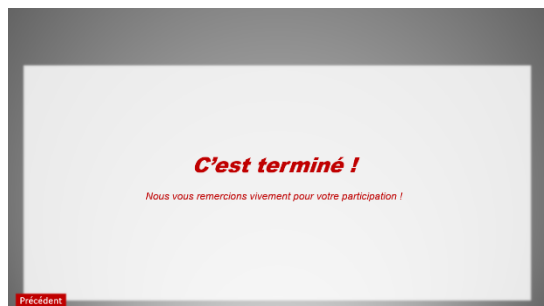 C'est terminé !
Nous vous remercions vivement pour votre participation !
Précédent